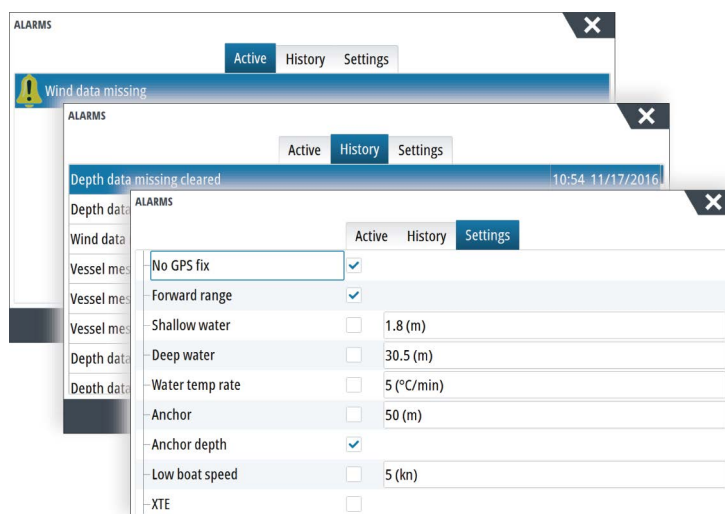 ALARMS
Active History Settings
Wind data missing
ALARMS
Active History Settings
Depth data missing cleared 10:54 11/17/2016
Depth data
Wind data
Vessel mes
Vessel mes
Vessel mes
Depth data
Depth data
ALARMS
Active History Settings
No GPS fix
Forward range
Shallow water 1.8 (m)
Deep water 30.5 (m)
Water temp rate 5 (°C/min)
Anchor 50 (m)
Anchor depth
Low boat speed 5 (kn)
XTE